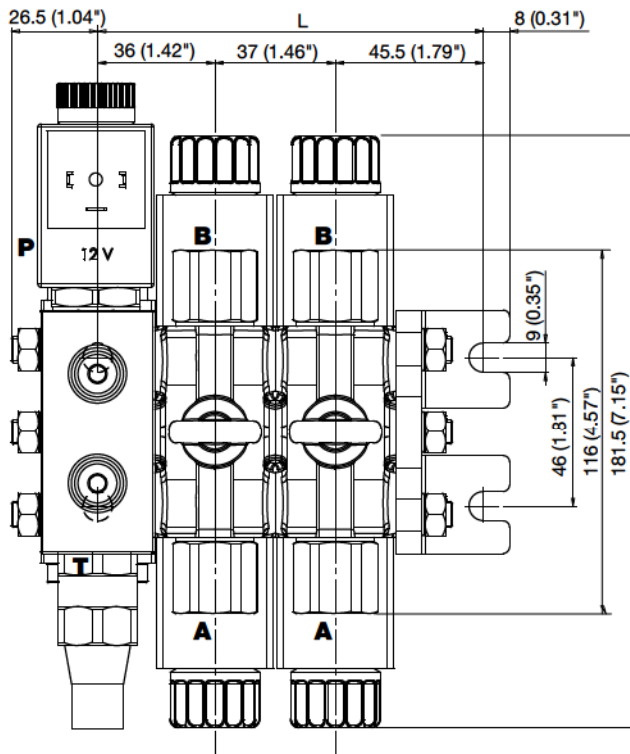 26.5 (1.04")
L
8 (0.31")
36 (1.42")
37 (1.46")
45.5 (1.79")
B
B
P
12 V
9 (0.35")
46 (1.81")
116 (4.57")
181.5 (7.15")
T
A
A